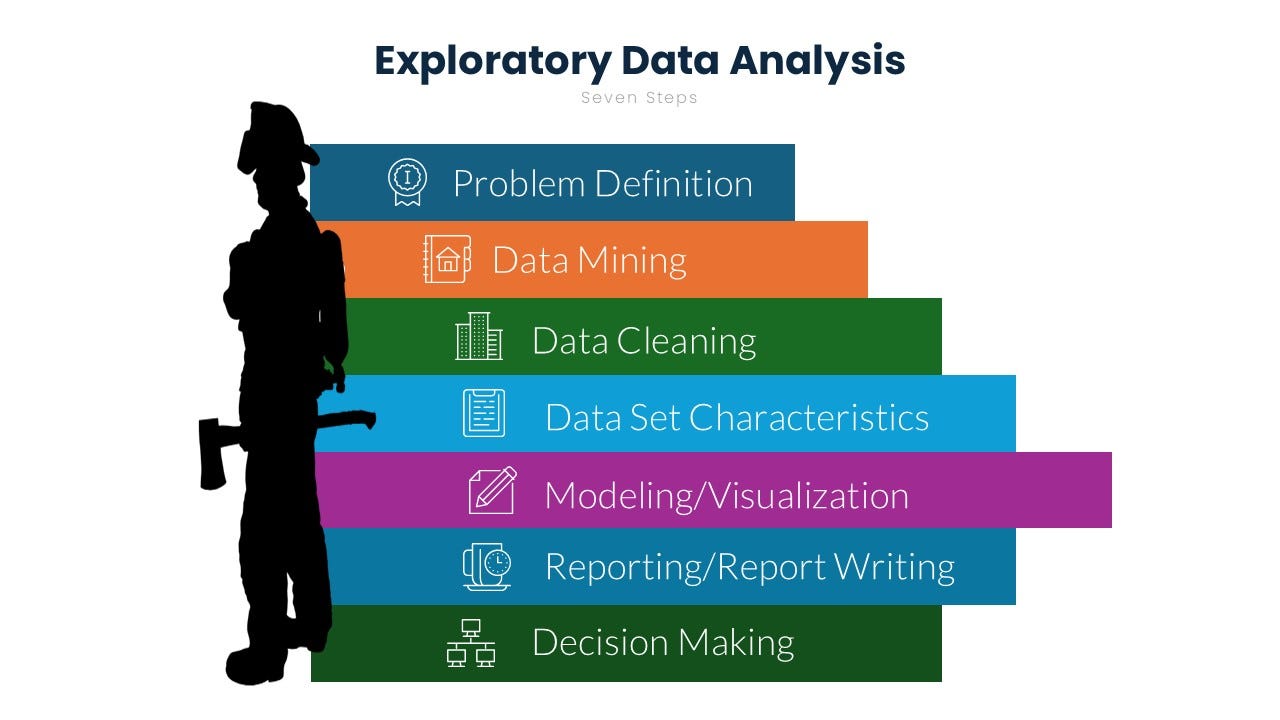 Exploratory Data Analysis
Seven Steps
I
Problem Definition
Data Mining
Data Cleaning
Data Set Characteristics
Modeling/Visualization
Reporting/Report Writing
Decision Making